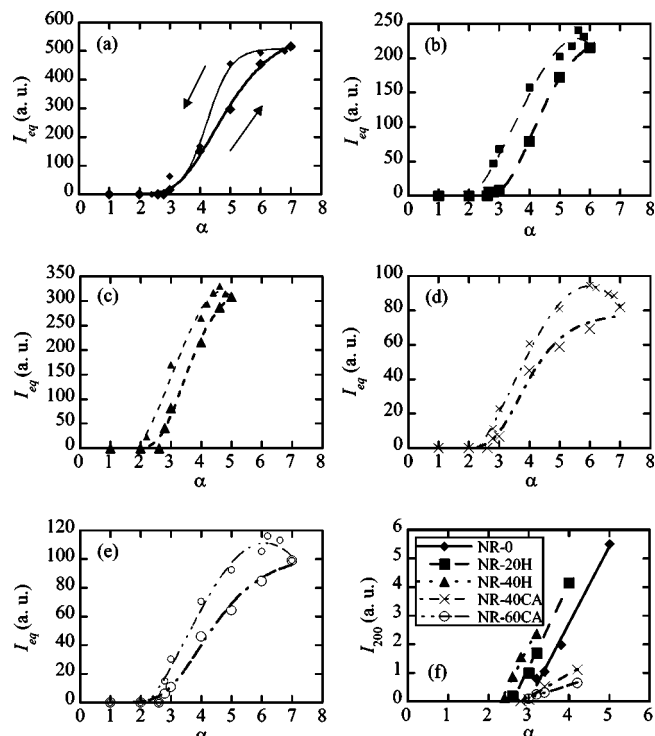 (a)
I_eq (a. u.)
600
500
400
300
200
100
0
0 1 2 3 4 5 6 7 8
α
(b)
I_eq (a. u.)
250
200
150
100
50
0
0 1 2 3 4 5 6 7 8
α
(c)
I_eq (a. u.)
350
300
250
200
150
100
50
0
0 1 2 3 4 5 6 7 8
α
(d)
I_eq (a. u.)
100
80
60
40
20
0
0 1 2 3 4 5 6 7 8
α
(e)
I_eq (a. u.)
120
100
80
60
40
20
0
0 1 2 3 4 5 6 7 8
α
(f)
I_200 (a. u.)
6
5
4
3
2
1
0
NR-0
NR-20H
NR-40H
NR-40CA
NR-60CA
0 1 2 3 4 5 6
α